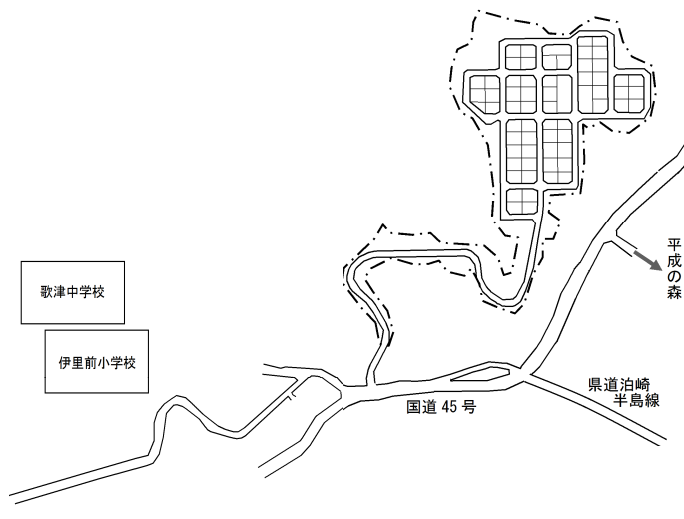 歌津中学校
伊里前小学校
平成の森
国道 45 号
県道泊崎
半島線